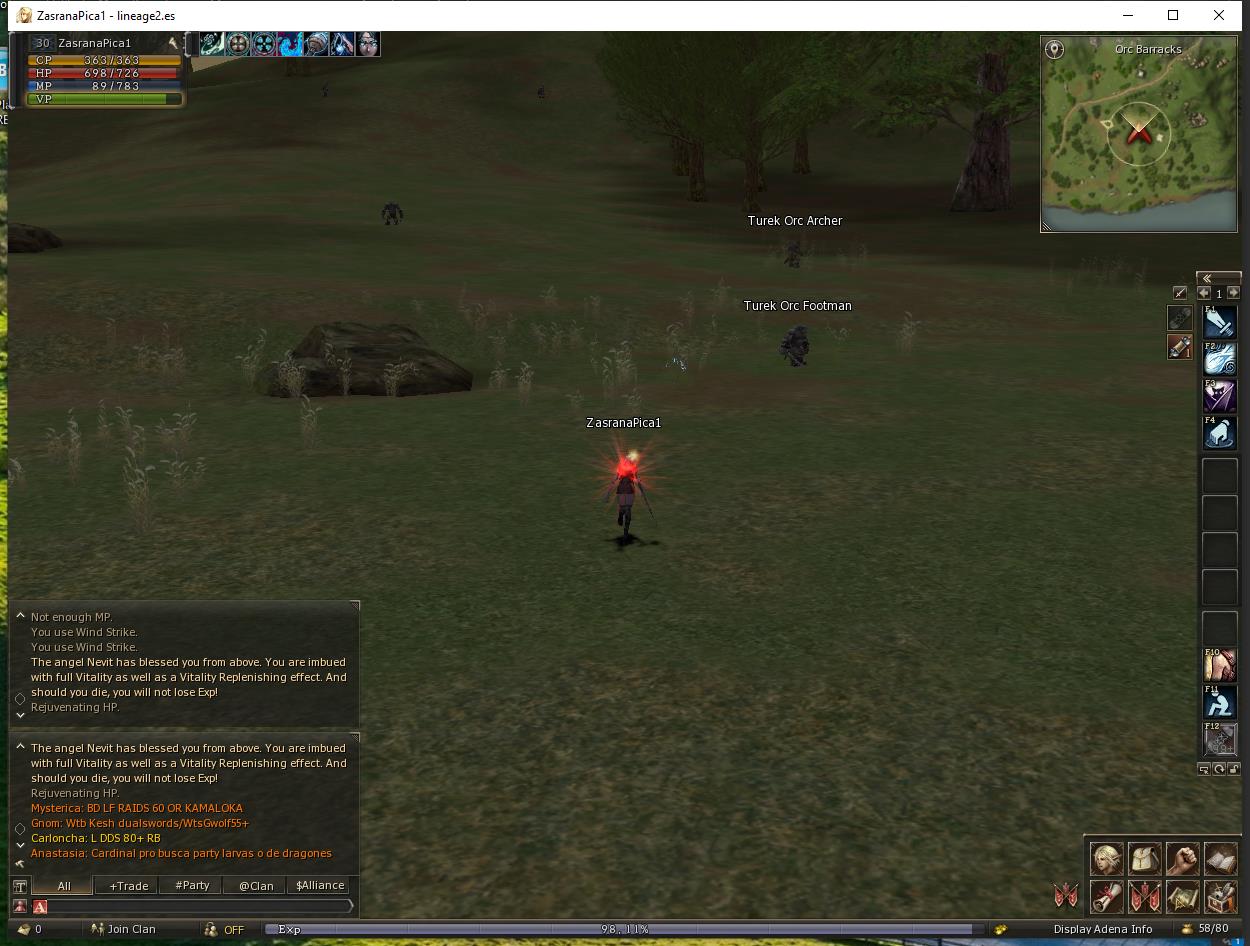 ZasranaPica1 - lineage2.es
30 ZasranaPica1
CP 363/363
HP 698/726
MP 89/783
VP
Orc Barracks
Turek Orc Archer
Turek Orc Footman
ZasranaPica1
1
F1
F2
F3
F4
1
F10
F11
F12
99+
Not enough MP.
You use Wind Strike.
You use Wind Strike.
The angel Nevit has blessed you from above. You are imbued
with full Vitality as well as a Vitality Replenishing effect. And
should you die, you will not lose Exp!
Rejuvenating HP.
The angel Nevit has blessed you from above. You are imbued
with full Vitality as well as a Vitality Replenishing effect. And
should you die, you will not lose Exp!
Rejuvenating HP.
Mysterica: BD LF RAIDS 60 OR KAMALOKA
Gnom: Wtb Kesh dualswords/WtsGwolf55+
Carloncha: L DDS 80+ RB
Anastasia: Cardinal pro busca party larvas o de dragones
All +Trade #Party @Clan $Alliance
A
0 Join Clan OFF Exp 98.11% Display Adena Info 58/80